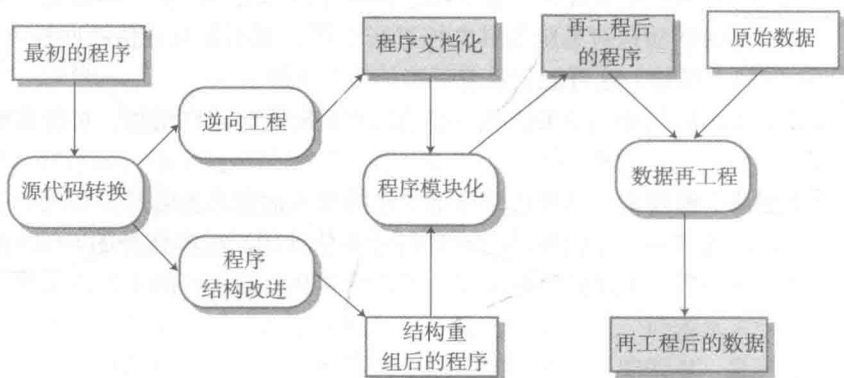 最初的程序
程序文档化
再工程后
的程序
原始数据
逆向工程
源代码转换
程序模块化
数据再工程
程序
结构改进
结构重
组后的程序
再工程后的数据